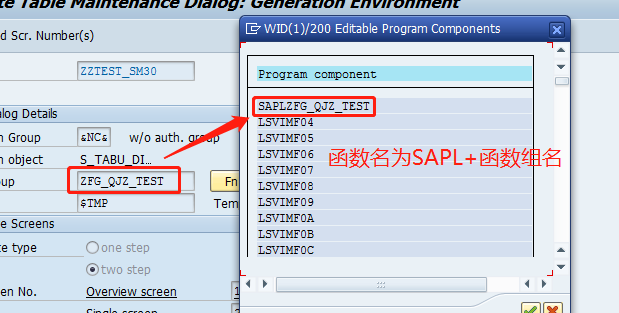 te Table Maintenance Dialog: Generation Environment
d Scr. Number(s)
ZZTEST_SM30
alog Details
n Group &NC& w/o auth. group
n object S_TABU_DI...
oup ZFG_QJZ_TEST Fn
$TMP Tem
e Screens
te type one step
two step
en No. Overview screen 1
Single screen
WID(1)/200 Editable Program Components
Program component
SAPLZFG_QJZ_TEST
LSVIMF04
LSVIMF05
LSVIMF06
LSVIMF07
LSVIMF08
LSVIMF09
LSVIMF0A
LSVIMF0B
LSVIMF0C
函数名为SAPL+函数组名